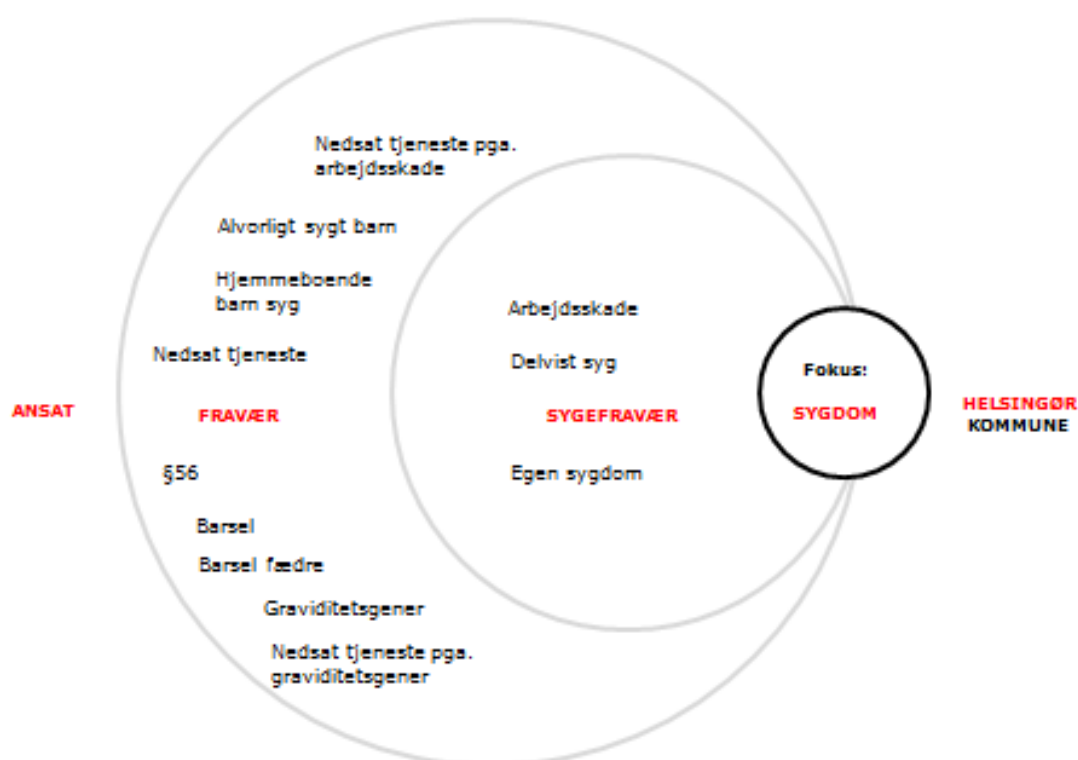 Nedsat tjeneste pga.
arbejdsskade
Alvorligt sygt barn
Hjemmeboende
barn syg
Nedsat tjeneste
ANSAT
FRAVÆR
§56
Barsel
Barsel fædre
Graviditetsgener
Nedsat tjeneste pga.
graviditetsgener
Arbejdsskade
Delvist syg
SYGEFRAVÆR
Egen sygdom
Fokus:
SYGDOM
HELSINGØR
KOMMUNE